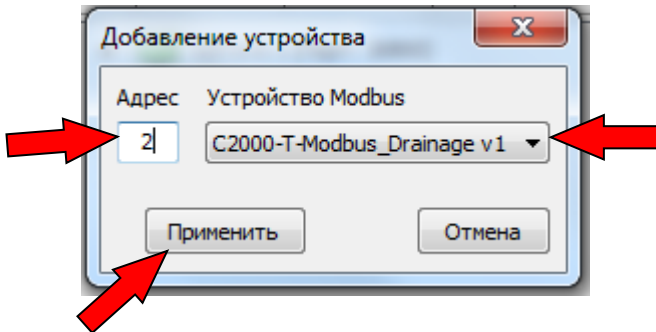 Добавление устройства
Адрес Устройство Modbus
2 C2000-T-Modbus_Drainage v1
Применить Отмена